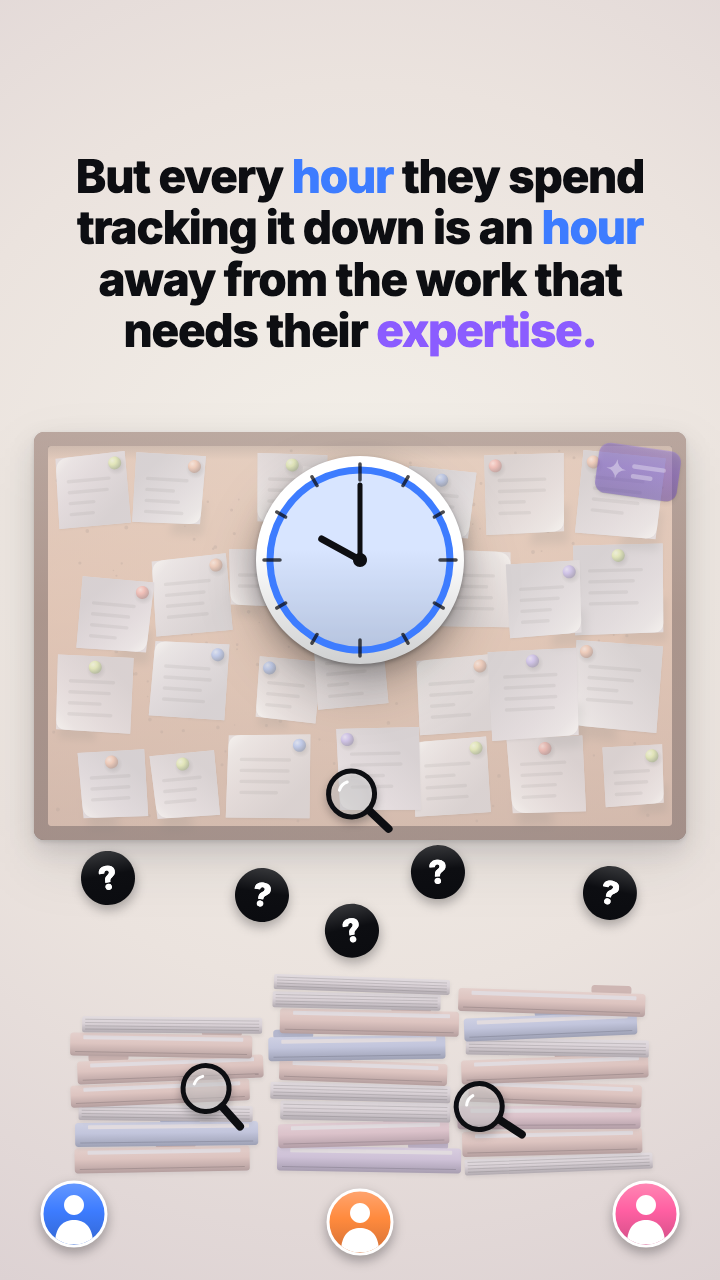 But every hour they spend
tracking it down is an hour
away from the work that
needs their expertise.
?
?
?
?
?